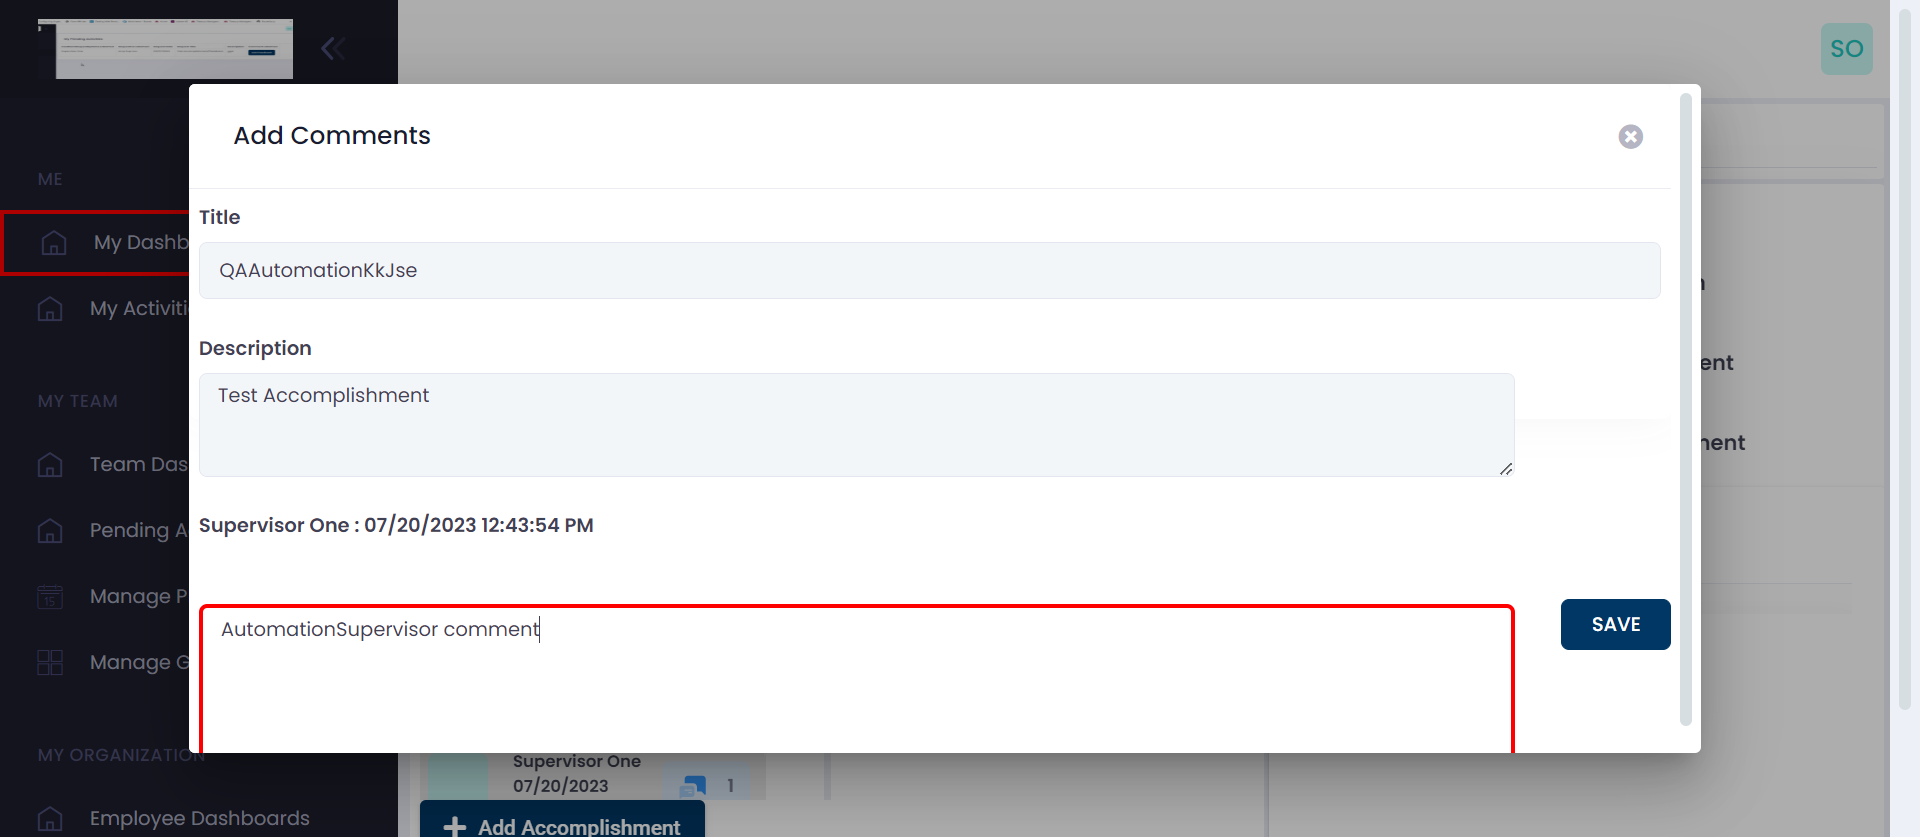 SO
Add Comments
ME
Title
My Dashb
QAAutomationKkJse
My Activiti
Description
ent
Test Accomplishment
MY TEAM
nent
Team Das
Supervisor One : 07/20/2023 12:43:54 PM
Pending A
Manage P
15
AutomationSupervisor comment
SAVE
Manage G
MY ORGANIZATION
Supervisor One
07/20/2023
1
Employee Dashboards
Add Accomplishment